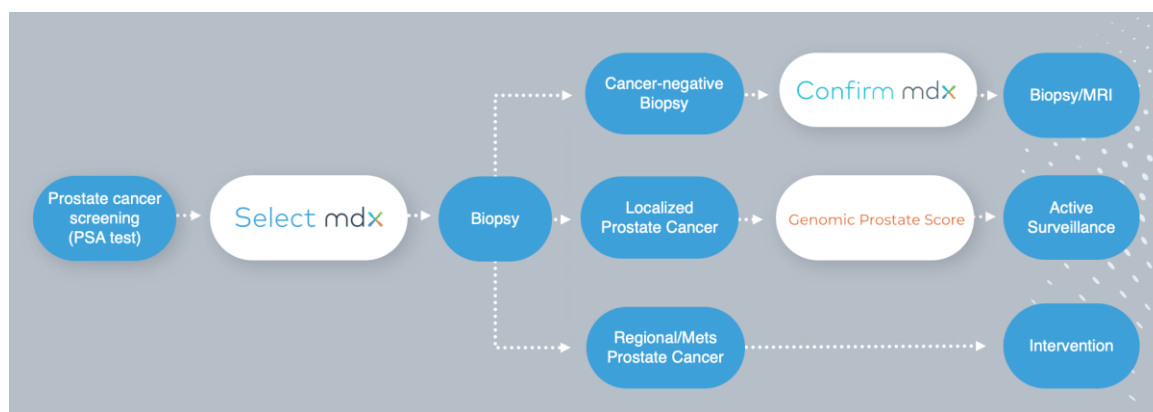 Prostate cancer
screening
(PSA test)
Select mdx
Biopsy
Cancer-negative
Biopsy
Confirm mdx
Biopsy/MRI
Localized
Prostate Cancer
Genomic Prostate Score
Active
Surveillance
Regional/Mets
Prostate Cancer
Intervention